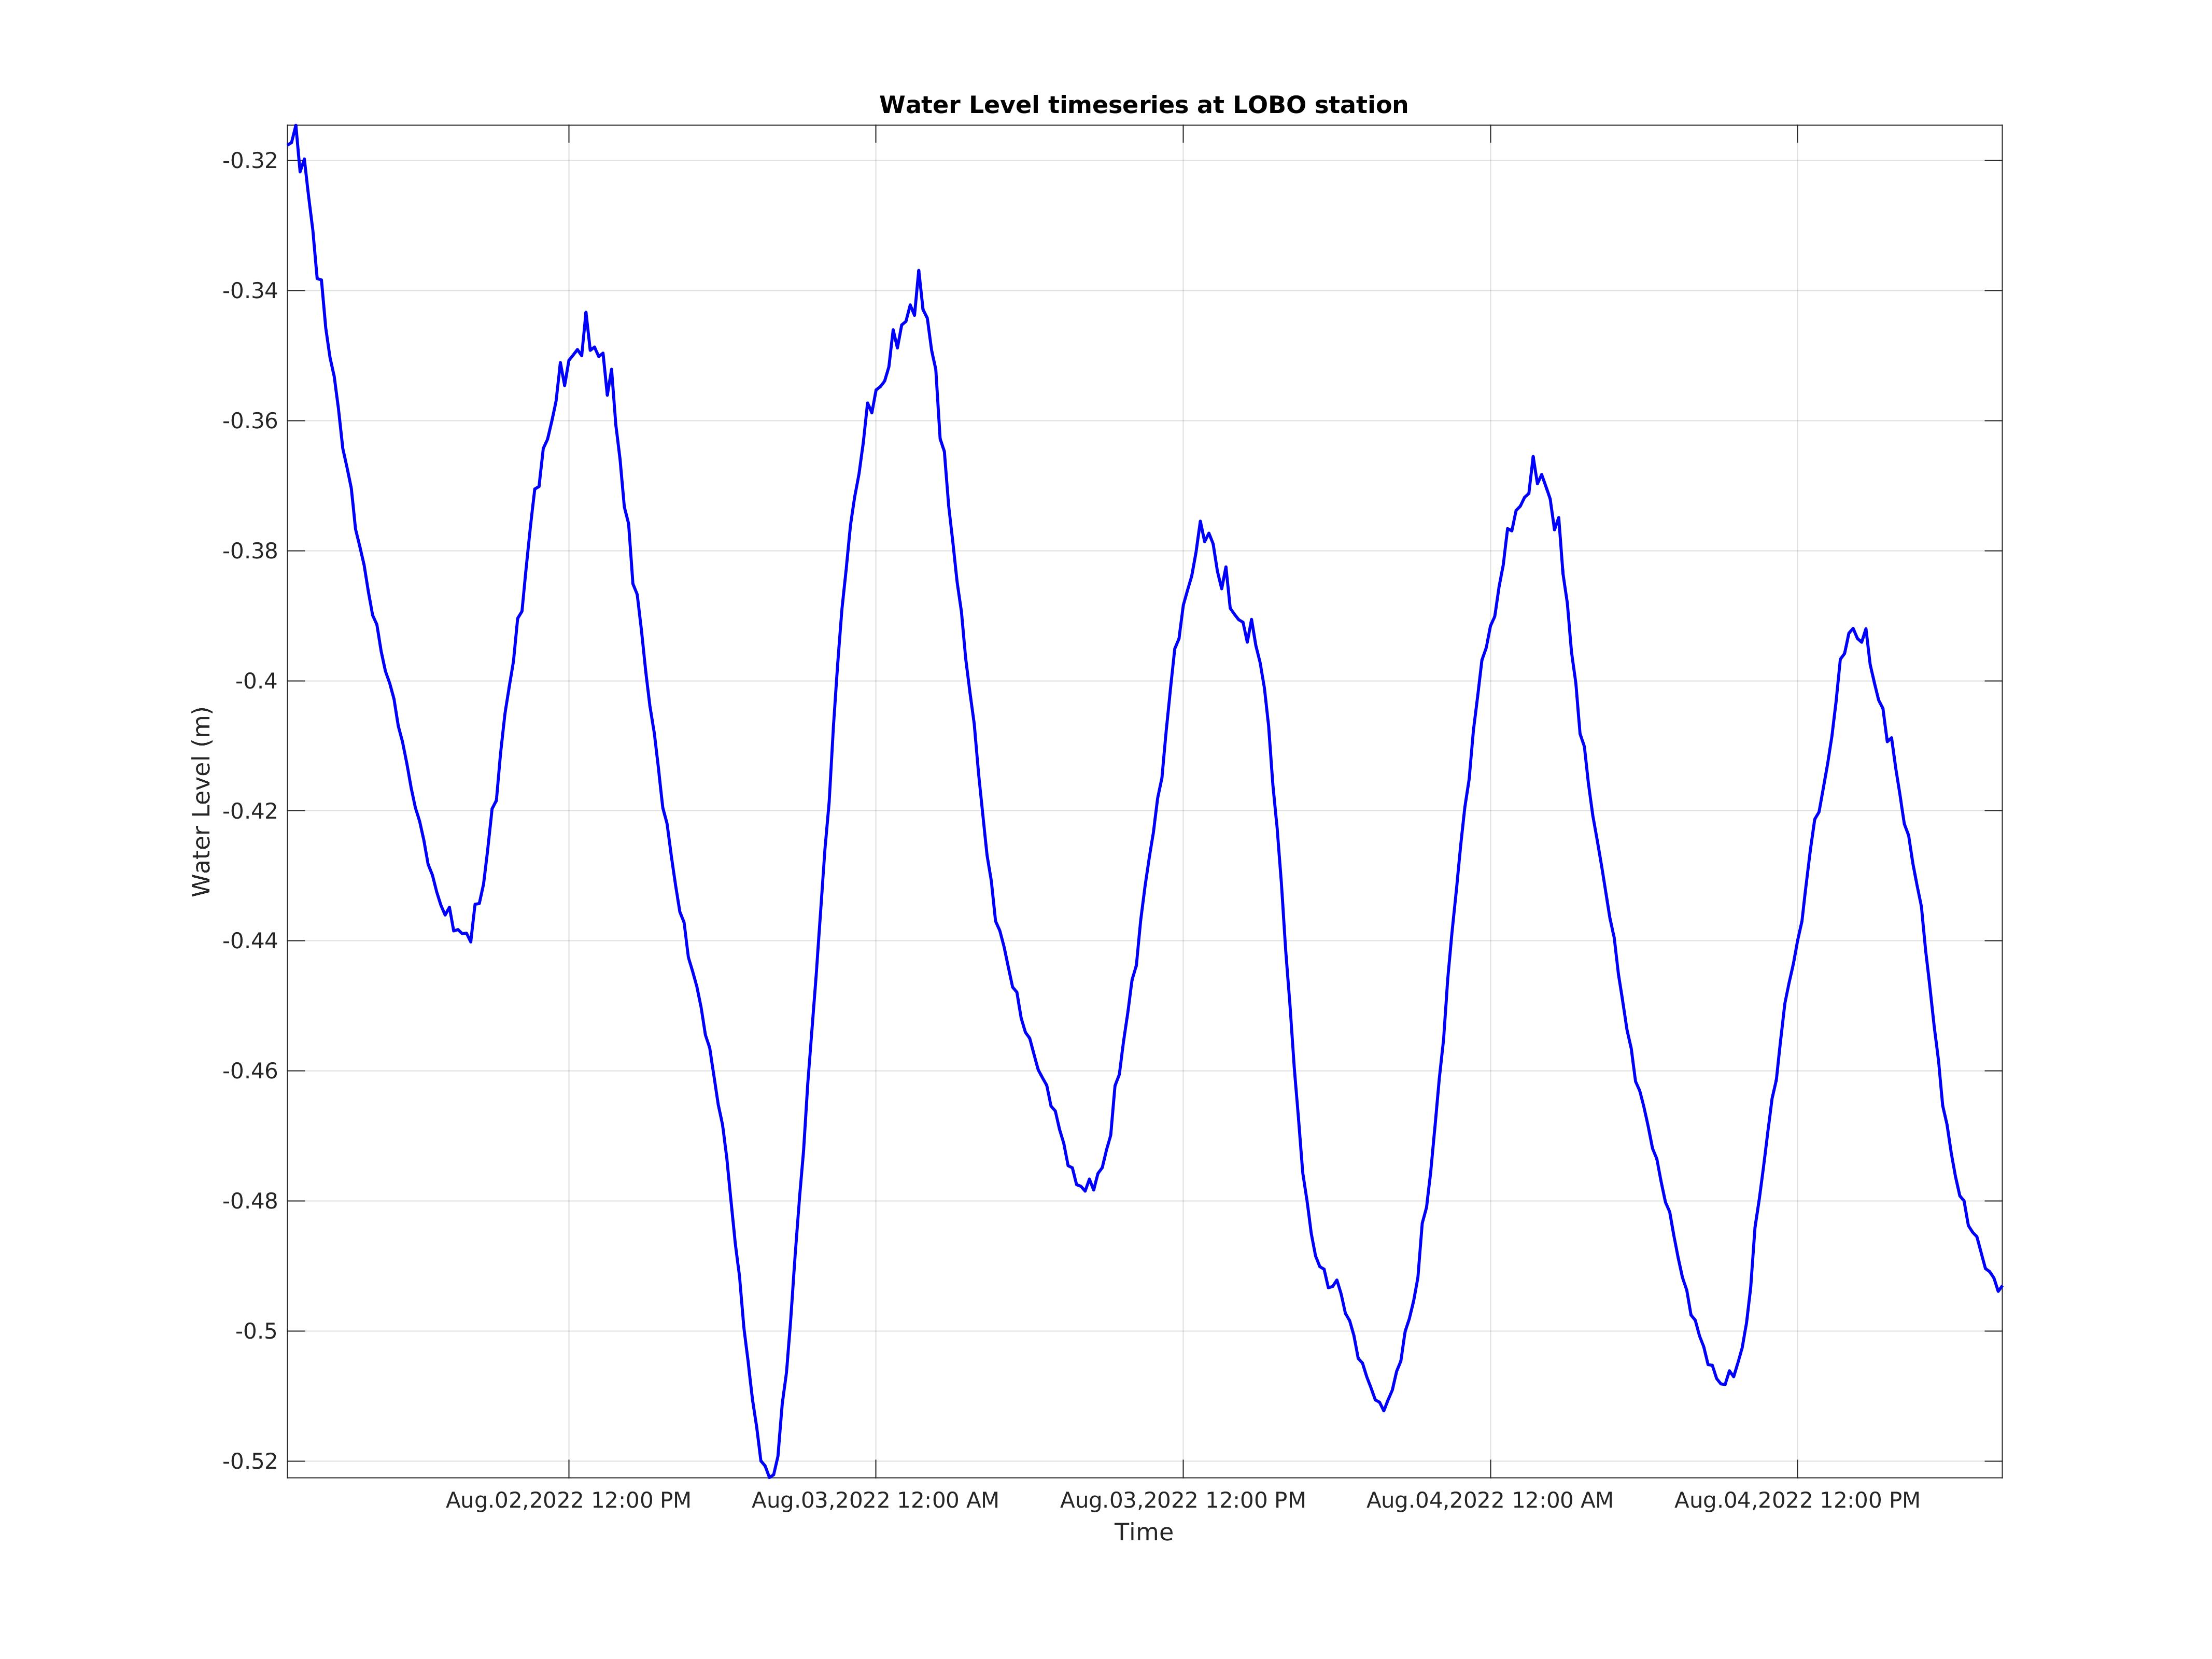 Water Level timeseries at LOBO station
-0.32
-0.34
-0.36
-0.38
-0.4
-0.42
-0.44
-0.46
-0.48
-0.5
-0.52
Water Level (m)
Aug.02,2022 12:00 PM
Aug.03,2022 12:00 AM
Aug.03,2022 12:00 PM
Aug.04,2022 12:00 AM
Aug.04,2022 12:00 PM
Time